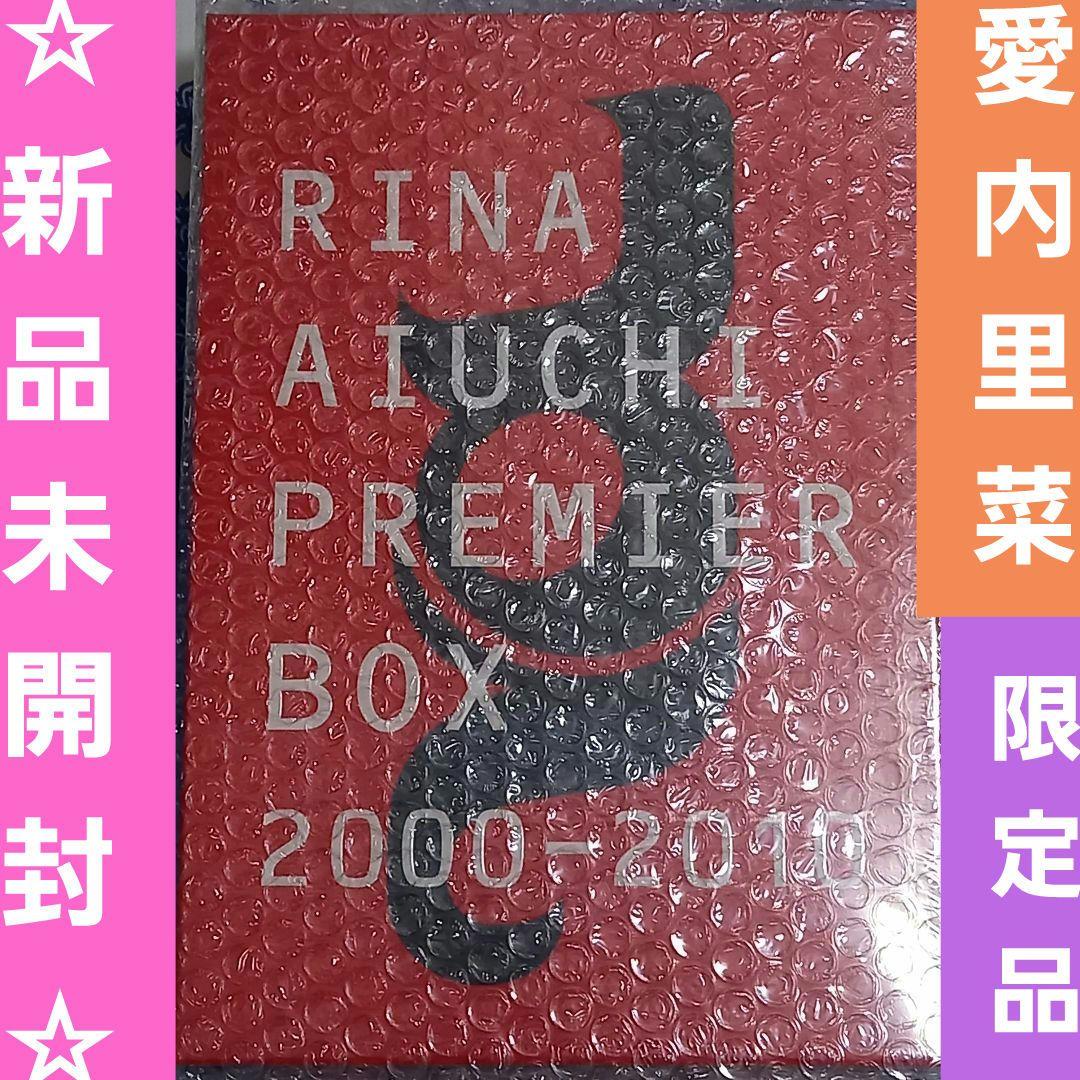 ☆新品未開封☆
RINA
AIUCHI
PREMIER
BOX
2000-2010
愛内里菜
限定品